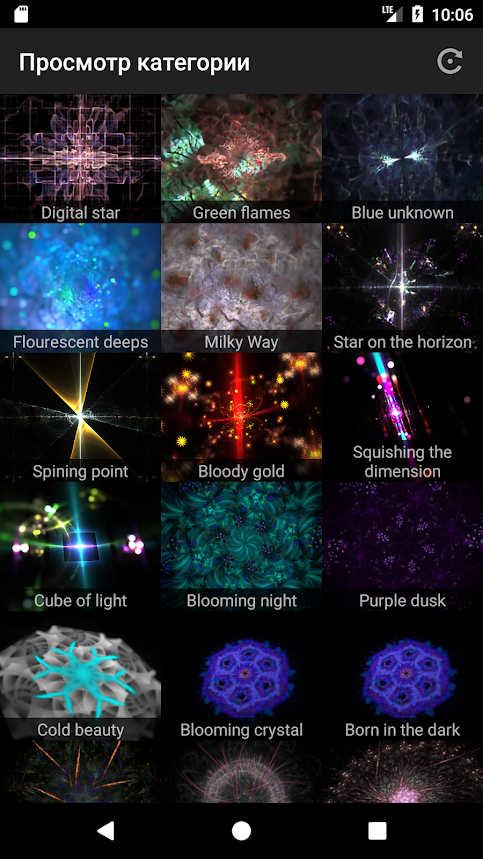 LTE 10:06
Просмотр категории
Digital star
Green flames
Blue unknown
Flourescent deeps
Milky Way
Star on the horizon
Spining point
Bloody gold
Squishing the
dimension
Cube of light
Blooming night
Purple dusk
Cold beauty
Blooming crystal
Born in the dark